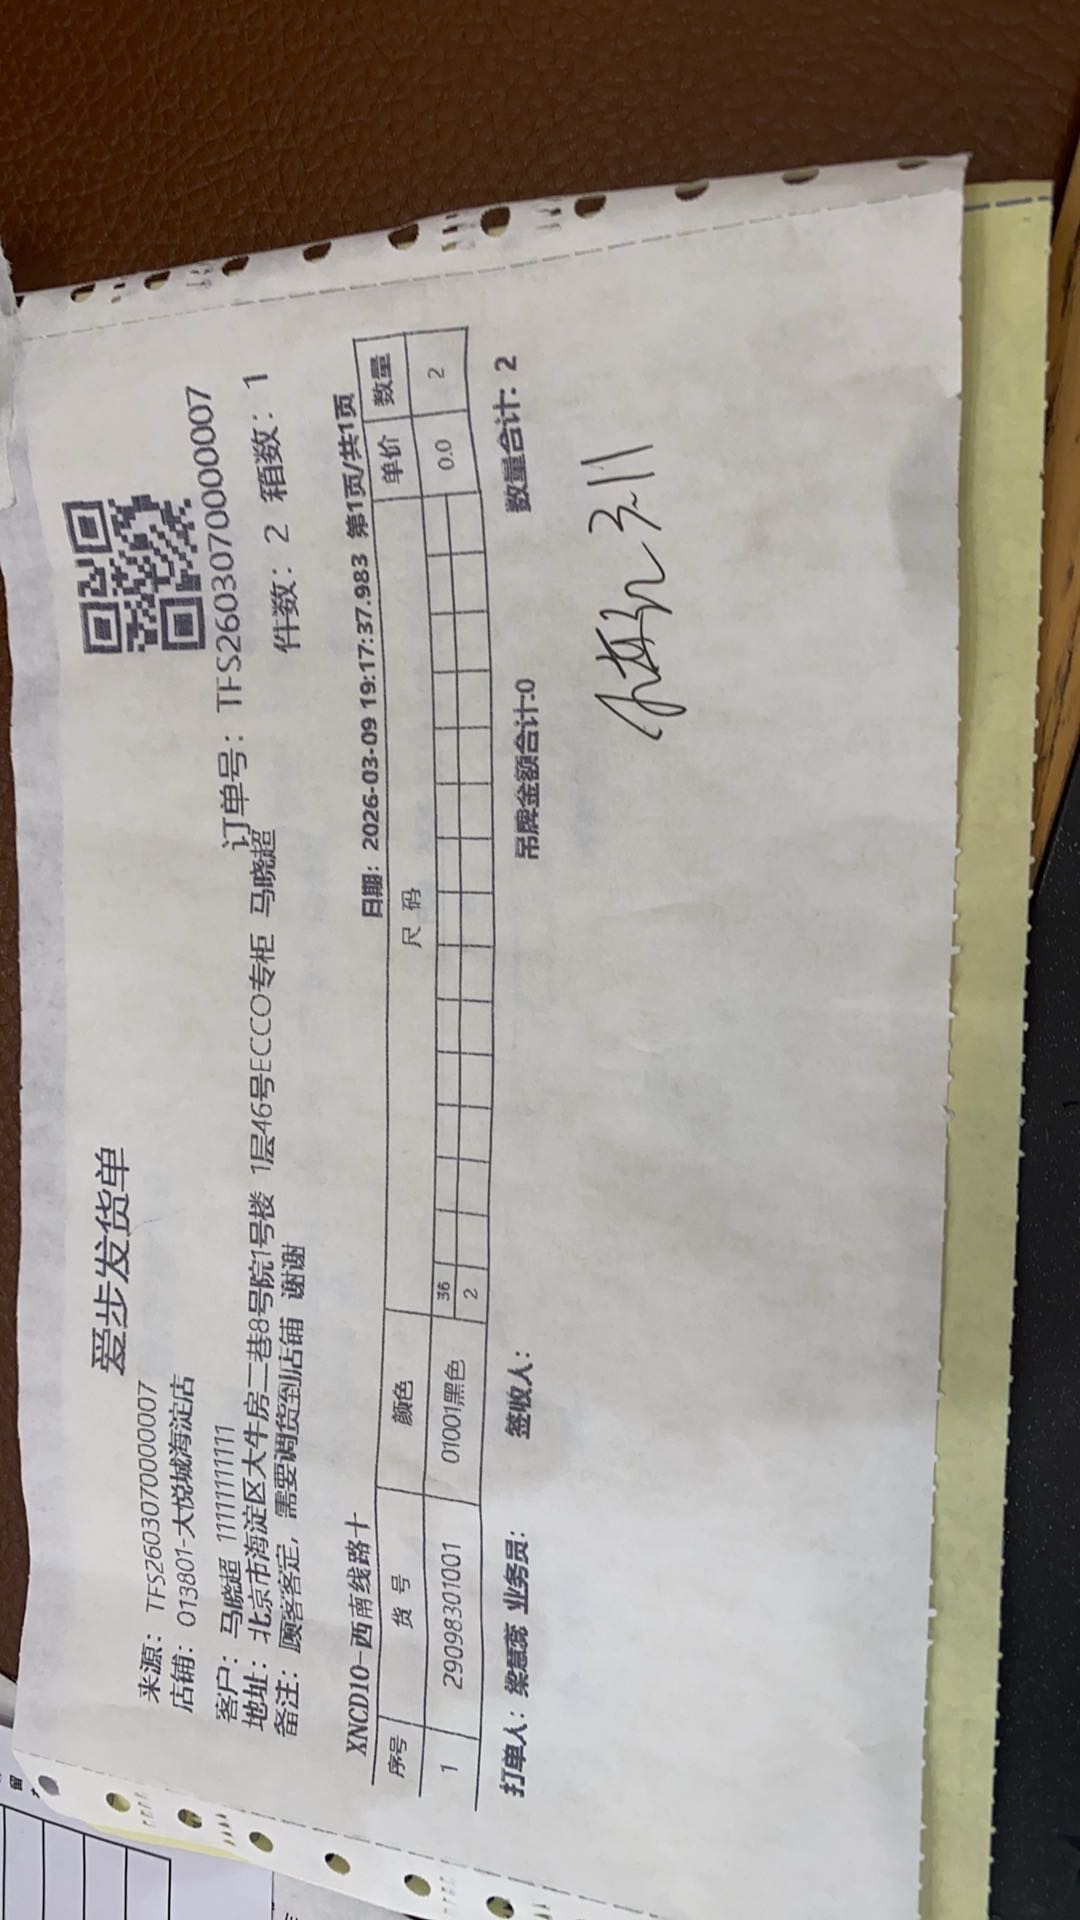 爱步发货单
来源：TFS2603070000007
店铺：013801-大悦城海淀店
订单号：TFS2603070000007
客户：马晓超 11111111111
件数：2 箱数：1
地址：北京市海淀区大牛房二巷8号院1号楼 1层46号ECCO专柜 马晓超
备注：顾客客定，需要调货到店铺 谢谢
XNCD10-西南线路十 日期：2026-03-09 19:17:37.983 第1页/共1页
序号 货号 颜色 尺码 单价 数量
1 29098301001 01001黑色 36 0.0 2
2
打单人：梁慧蕊 业务员： 签收人： 吊牌金额合计:0 数量合计：2
3.11